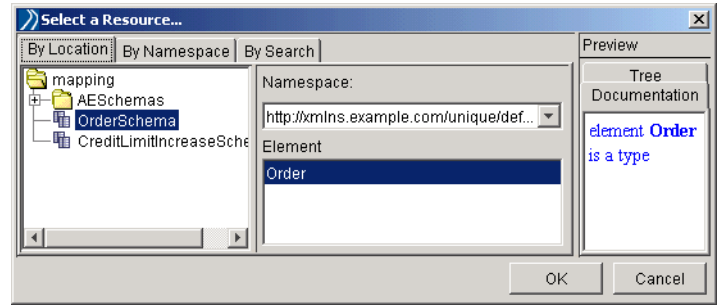 Select a Resource...
By Location
By Namespace
By Search
Preview
mapping
AESchemas
OrderSchema
CreditLimitIncreaseSche
Namespace:
http://xmlns.example.com/unique/def...
Element
Order
Tree
Documentation
element Order
is a type
OK
Cancel